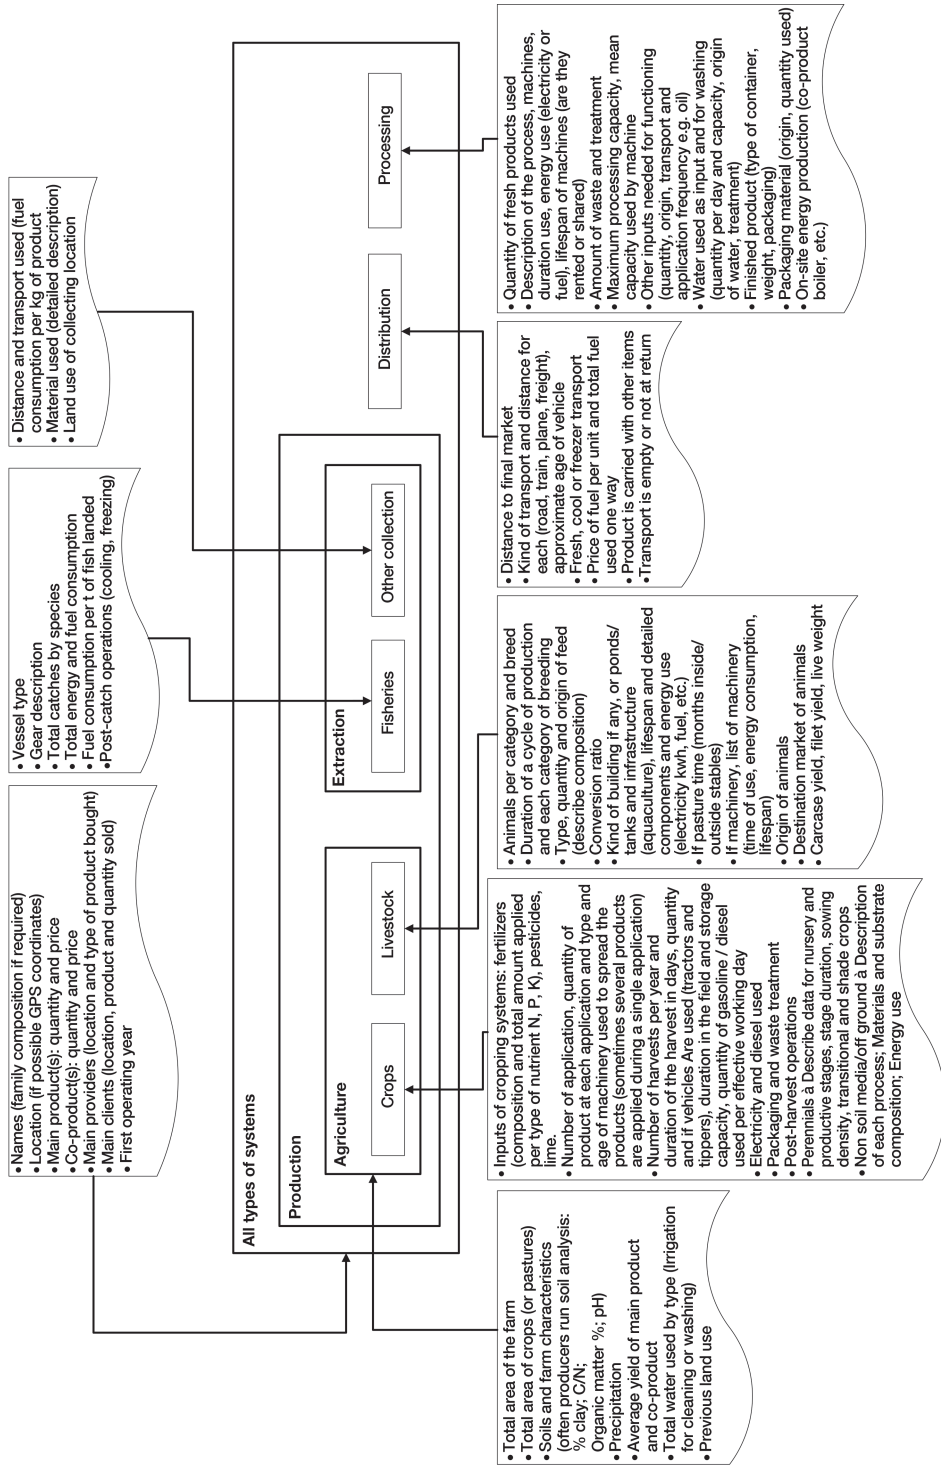 • Names (family composition if required)
• Location (if possible GPS coordinates)
• Main product(s): quantity and price
• Co-product(s): quantity and price
• Main providers (location and type of product bought)
• Main clients (location, product and quantity sold)
• First operating year
• Vessel type
• Gear description
• Total catches by species
• Total energy and fuel consumption
• Fuel consumption per t of fish landed
• Post-catch operations (cooling, freezing)
• Distance and transport used (fuel
consumption per kg of product
• Material used (detailed description)
• Land use of collecting location
All types of systems
Production
Agriculture
Crops
Livestock
Extraction
Fisheries
Other collection
Distribution
Processing
• Total area of the farm
• Total area of crops (or pastures)
• Soils and farm characteristics
(often producers run soil analysis:
% clay; C/N;
Organic matter %; pH)
• Precipitation
• Average yield of main product
and co-product
• Total water used by type (Irrigation
for cleaning or washing)
• Previous land use
• Inputs of cropping systems: fertilizers
(composition and total amount applied
per type of nutrient N, P, K), pesticides,
lime.
• Number of application, quantity of
product at each application and type and
age of machinery used to spread the
products (sometimes several products
are applied during a single application)
• Number of harvests per year and
duration of the harvest in days, quantity
and if vehicles Are used (tractors and
tippers), duration in the field and storage
capacity, quantity of gasoline / diesel
used per effective working day
• Electricity and diesel used
• Packaging and waste treatment
• Post-harvest operations
• Peremnials à Describe data for nursery and
productive stages, stage duration, sowing
density, transitional and shade crops
• Non soil media/off ground à Description
of each process; Materials and substrate
composition; Energy use
• Animals per category and breed
• Duration of a cycle of production
and each category of breeding
• Type, quantity and origin of feed
(describe composition)
• Conversion ratio
• Kind of building if any, or ponds/
tanks and infrastructure
(aquaculture), lifespan and detailed
components and energy use
(electricity kwh, fuel, etc.)
• If pasture time (months inside/
outside stables)
• If machinery, list of machinery
(time of use, energy consumption,
lifespan)
• Origin of animals
• Destination market of animals
• Carcase yield, filet yield, live weight
• Distance to final market
• Kind of transport and distance for
each (road, train, plane, freight),
approximate age of vehicle
• Fresh, cool or freezer transport
• Price of fuel per unit and total fuel
used one way
• Product is carried with other items
• Transport is empty or not at return
• Quantity of fresh products used
• Description of the process, machines,
duration use, energy use (electricity or
fuel), lifespan of machines (are they
rented or shared)
• Amount of waste and treatment
• Maximum processing capacity, mean
capacity used by machine
• Other inputs needed for functioning
(quantity, origin, transport and
application frequency e.g. oil)
• Water used as input and for washing
(quantity per day and capacity, origin
of water, treatment)
• Finished product (type of container,
weight, packaging)
• Packaging material (origin, quantity used)
• On-site energy production (co-product
boiler, etc.)